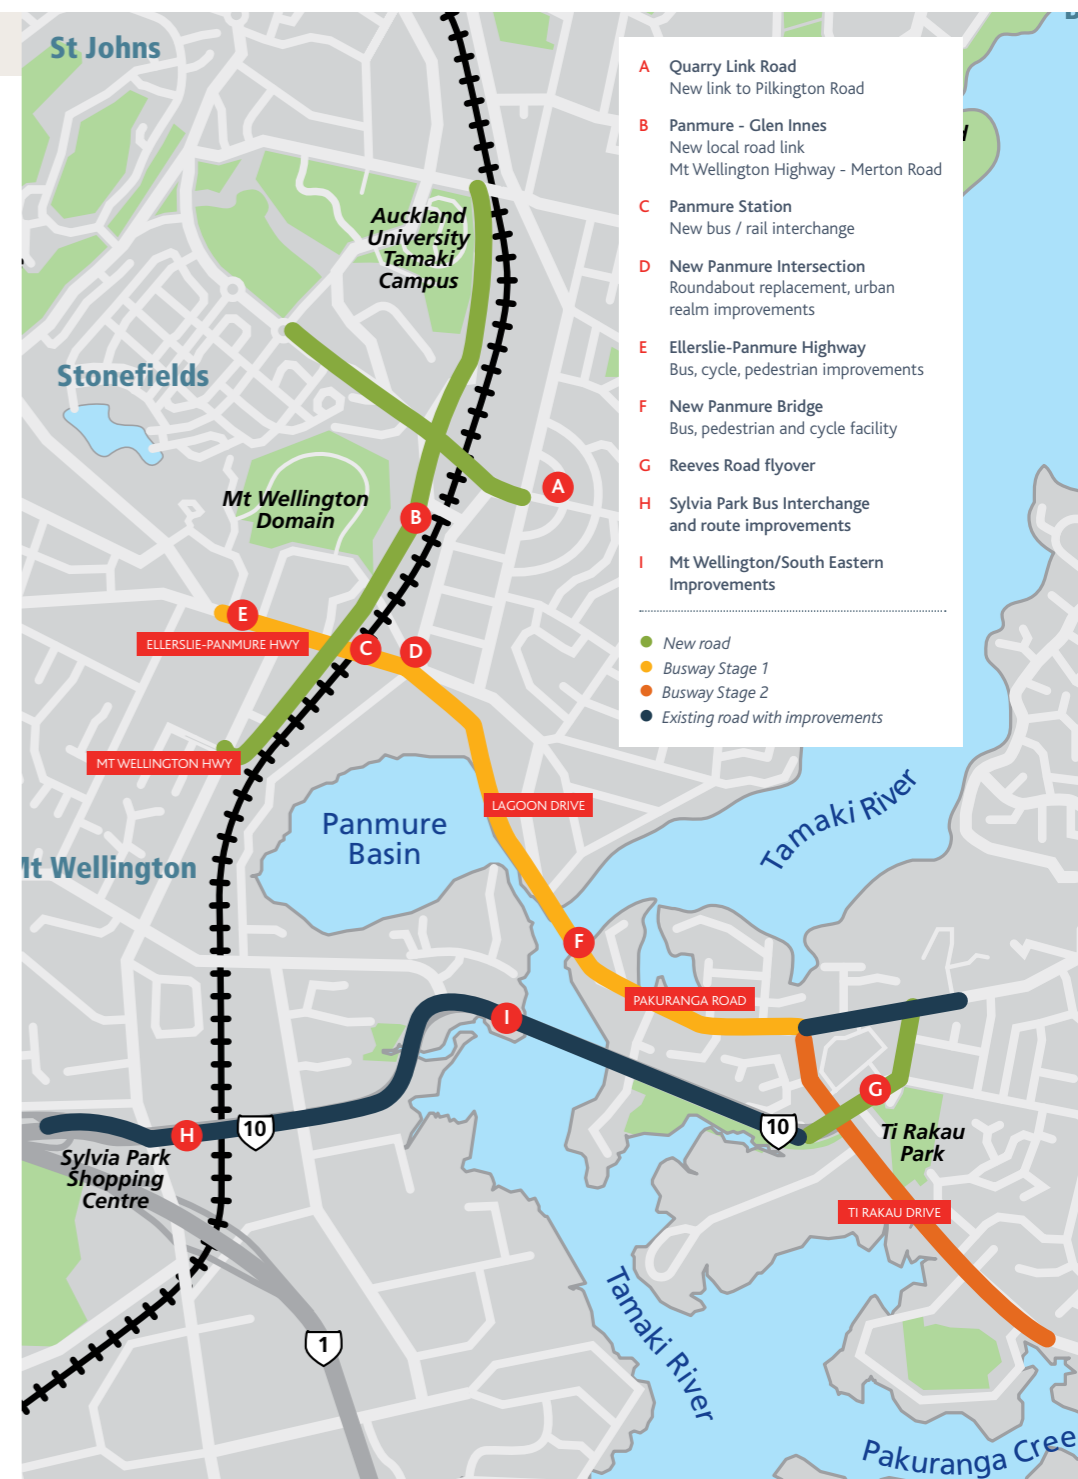 St Johns
A Quarry Link Road
New link to Pilkington Road
B Panmure - Glen Innes
New local road link
Mt Wellington Highway - Merton Road
C Panmure Station
New bus / rail interchange
D New Panmure Intersection
Roundabout replacement, urban
realm improvements
E Ellerslie-Panmure Highway
Bus, cycle, pedestrian improvements
F New Panmure Bridge
Bus, pedestrian and cycle facility
G Reeves Road flyover
H Sylvia Park Bus Interchange
and route improvements
I Mt Wellington/South Eastern
Improvements
New road
Busway Stage 1
Busway Stage 2
Existing road with improvements
Auckland
University
Tamaki
Campus
Stonefields
A
Mt Wellington
Domain
B
E
ELLERSLIE-PANMURE HWY
C
D
MT WELLINGTON HWY
LAGOON DRIVE
Panmure
Basin
Tamaki River
Mt Wellington
F
PAKURANGA ROAD
I
G
H
10
10
Ti Rakau
Park
Sylvia Park
Shopping
Centre
TI RAKAU DRIVE
Tamaki River
1
Pakuranga Cree